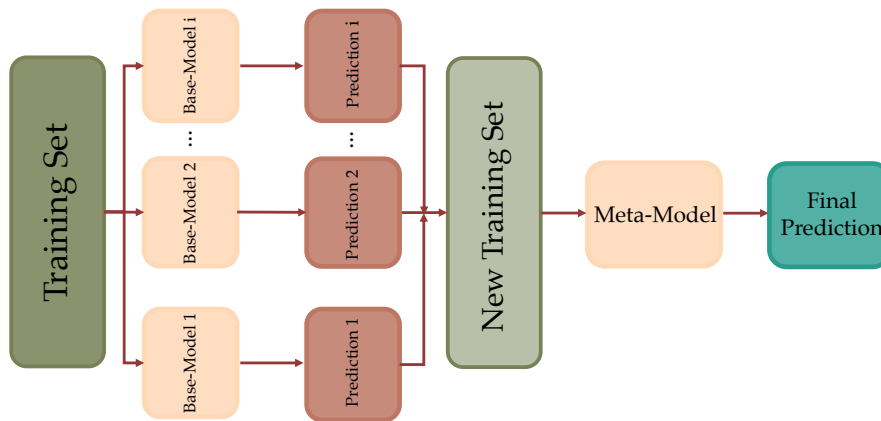 Training Set
Base-Model i
Prediction i
...
...
Base-Model 2
Prediction 2
Base-Model 1
Prediction 1
New Training Set
Meta-Model
Final
Prediction